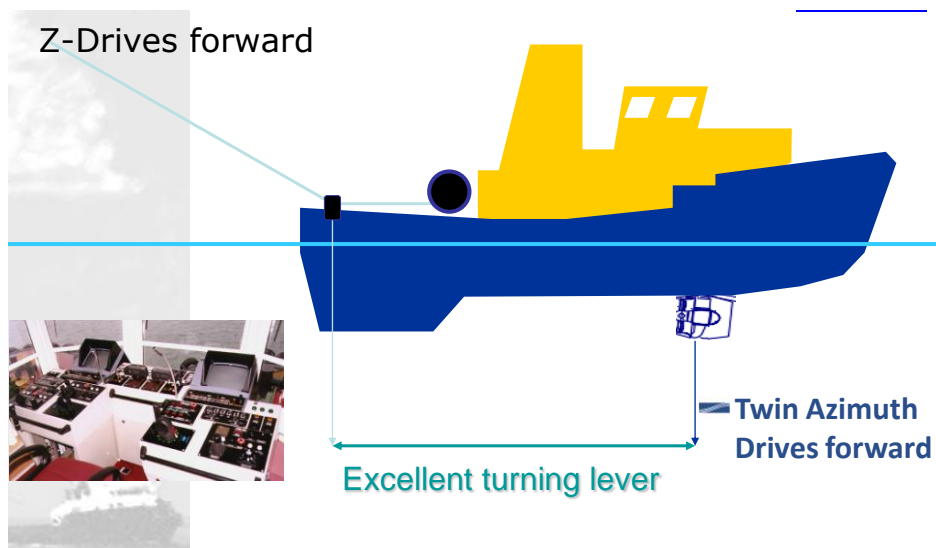 Z-Drives forward
Twin Azimuth
Drives forward
Excellent turning lever